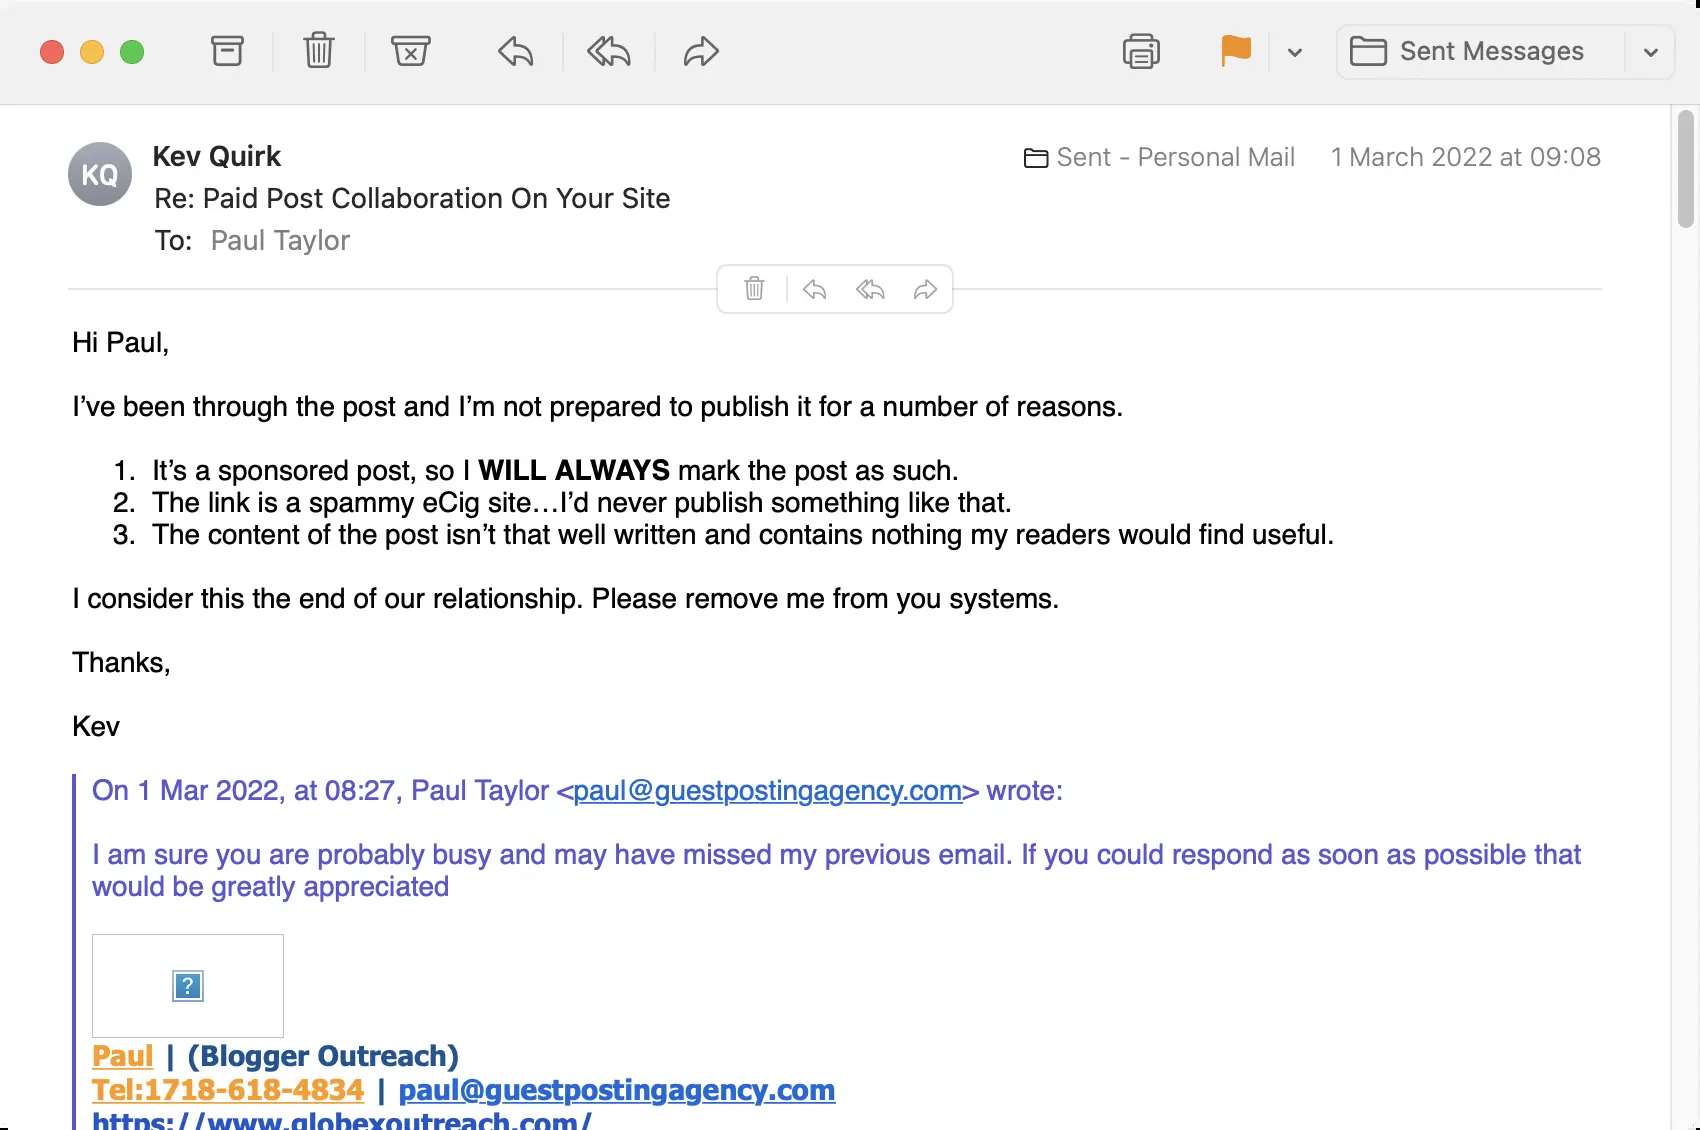 Sent Messages
KQ
Kev Quirk
Sent - Personal Mail 1 March 2022 at 09:08
Re: Paid Post Collaboration On Your Site
To: Paul Taylor
Hi Paul,
I’ve been through the post and I’m not prepared to publish it for a number of reasons.
1. It’s a sponsored post, so I WILL ALWAYS mark the post as such.
2. The link is a spammy eCig site…I’d never publish something like that.
3. The content of the post isn’t that well written and contains nothing my readers would find useful.
I consider this the end of our relationship. Please remove me from you systems.
Thanks,
Kev
On 1 Mar 2022, at 08:27, Paul Taylor <paul@guestpostingagency.com> wrote:
I am sure you are probably busy and may have missed my previous email. If you could respond as soon as possible that
would be greatly appreciated
?
Paul | (Blogger Outreach)
Tel:1718-618-4834 | paul@guestpostingagency.com
https://www.globexoutreach.com/